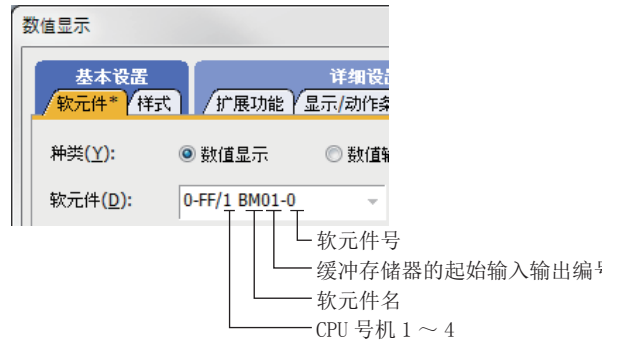 数值显示
基本设置 详细设
软元件* 样式 扩展功能 显示/动作条
种类(Y): 数值显示 数值
软元件(D): 0-FF/1 BM01-0
软元件号
缓冲存储器的起始输入输出编
软元件名
CPU 号机 1 ~ 4